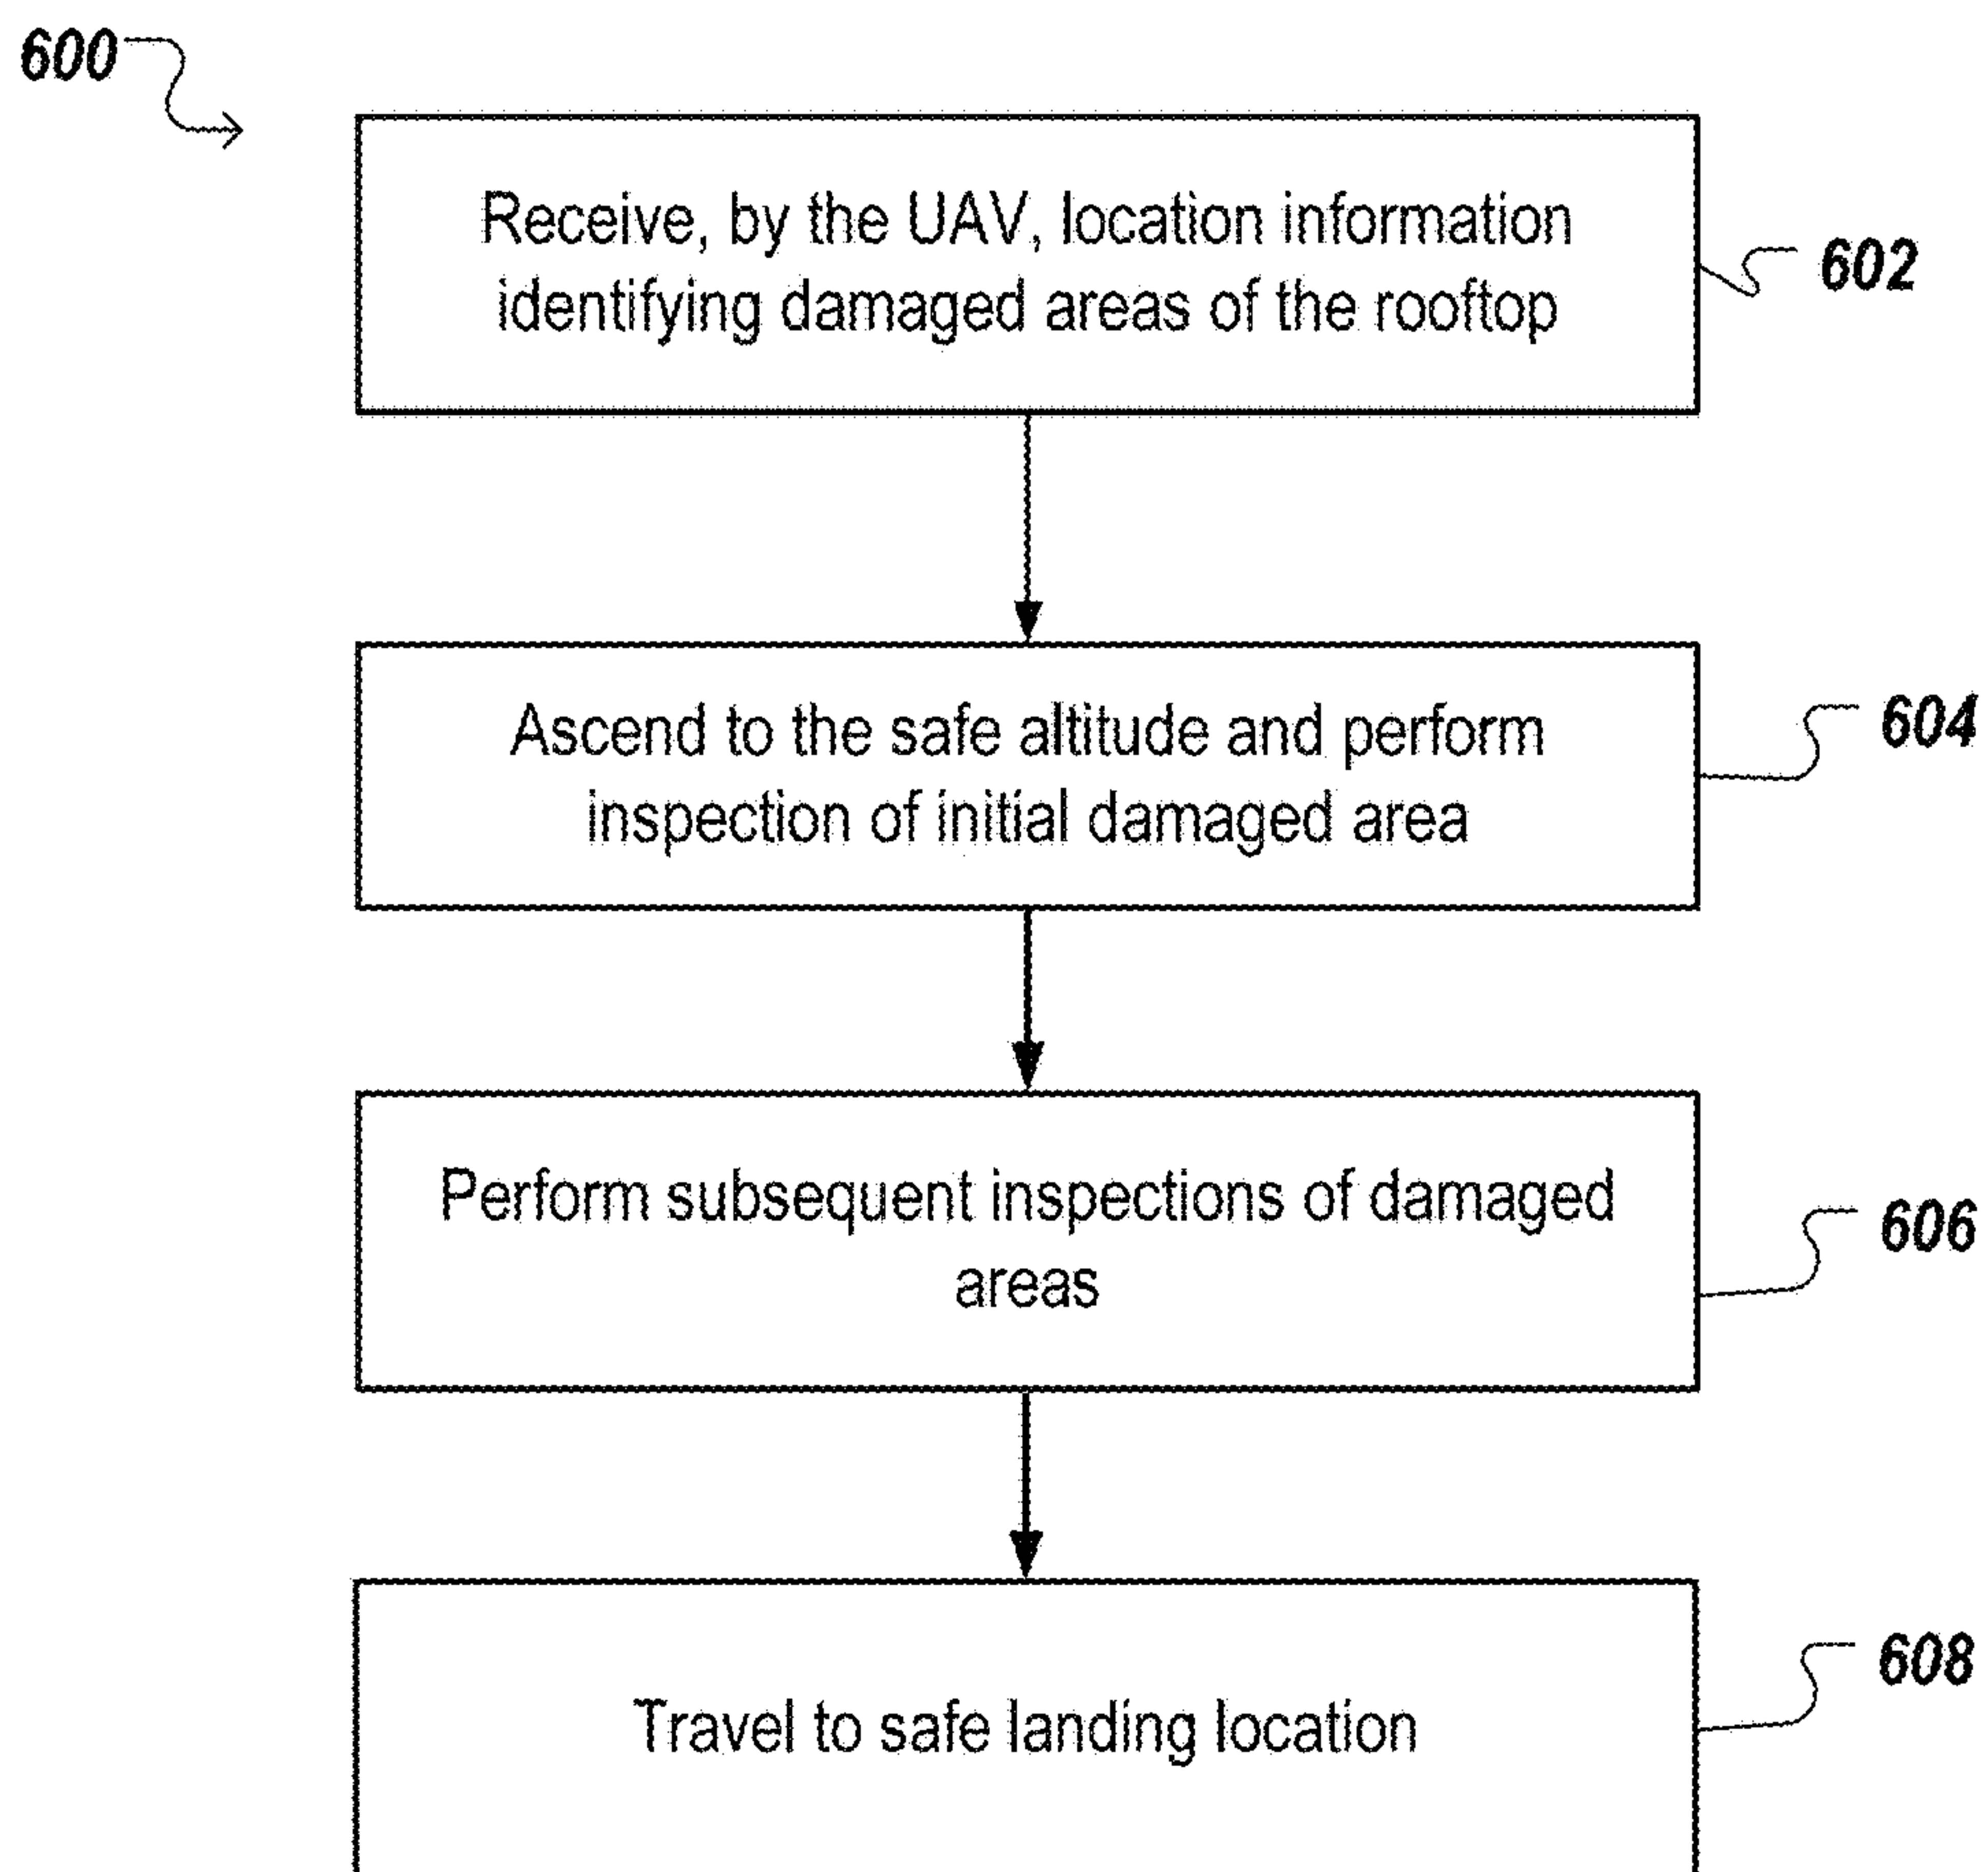 600
Receive, by the UAV, location information
identifying damaged areas of the rooftop
602
Ascend to the safe altitude and perform
inspection of initial damaged area
604
Perform subsequent inspections of damaged
areas
606
Travel to safe landing location
608